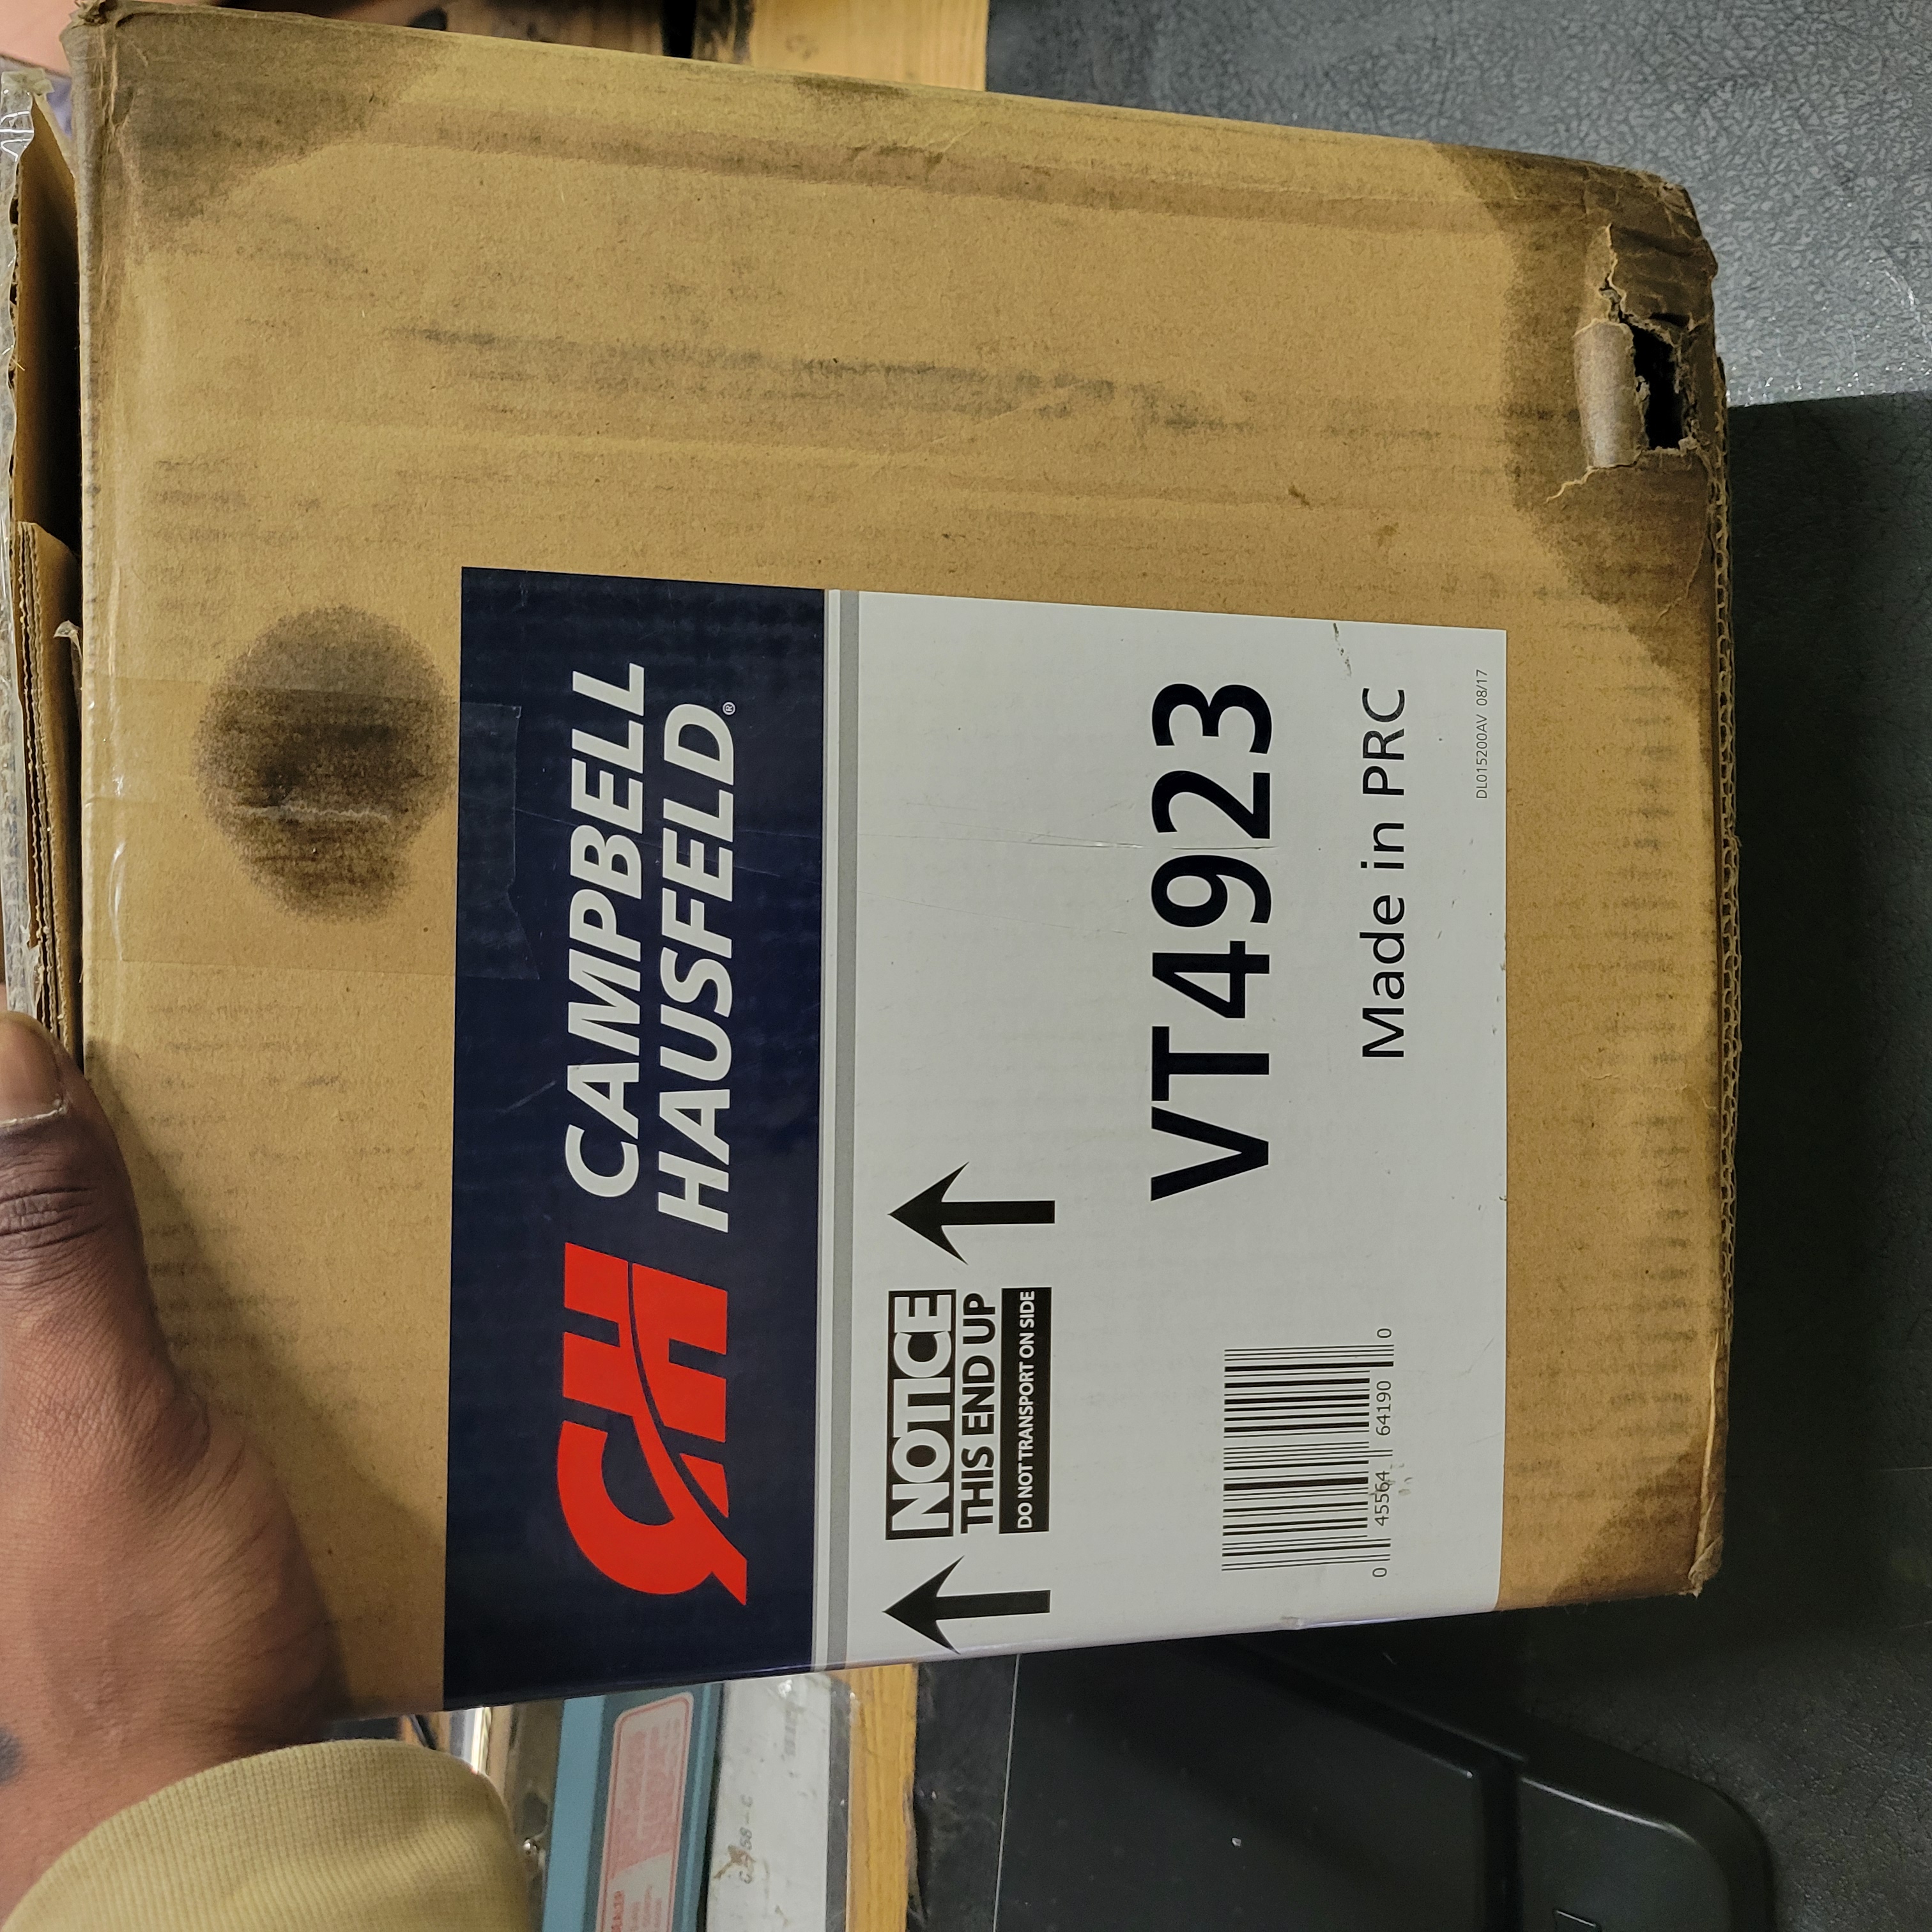 CH
CAMPBELL
HAUSFELD®
NOTICE
THIS END UP
DO NOT TRANSPORT ON SIDE
VT4923
0 45564 64190 0
Made in PRC
DL015200AV 08/17